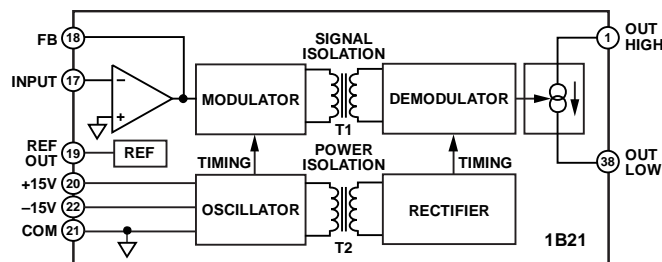 FB 18
INPUT 17
−
+
REF
OUT 19
REF
+15V 20
−15V 22
COM 21
MODULATOR
SIGNAL
ISOLATION
T1
DEMODULATOR
TIMING
POWER
ISOLATION
TIMING
OSCILLATOR
T2
RECTIFIER
1 OUT
HIGH
38 OUT
LOW
1B21